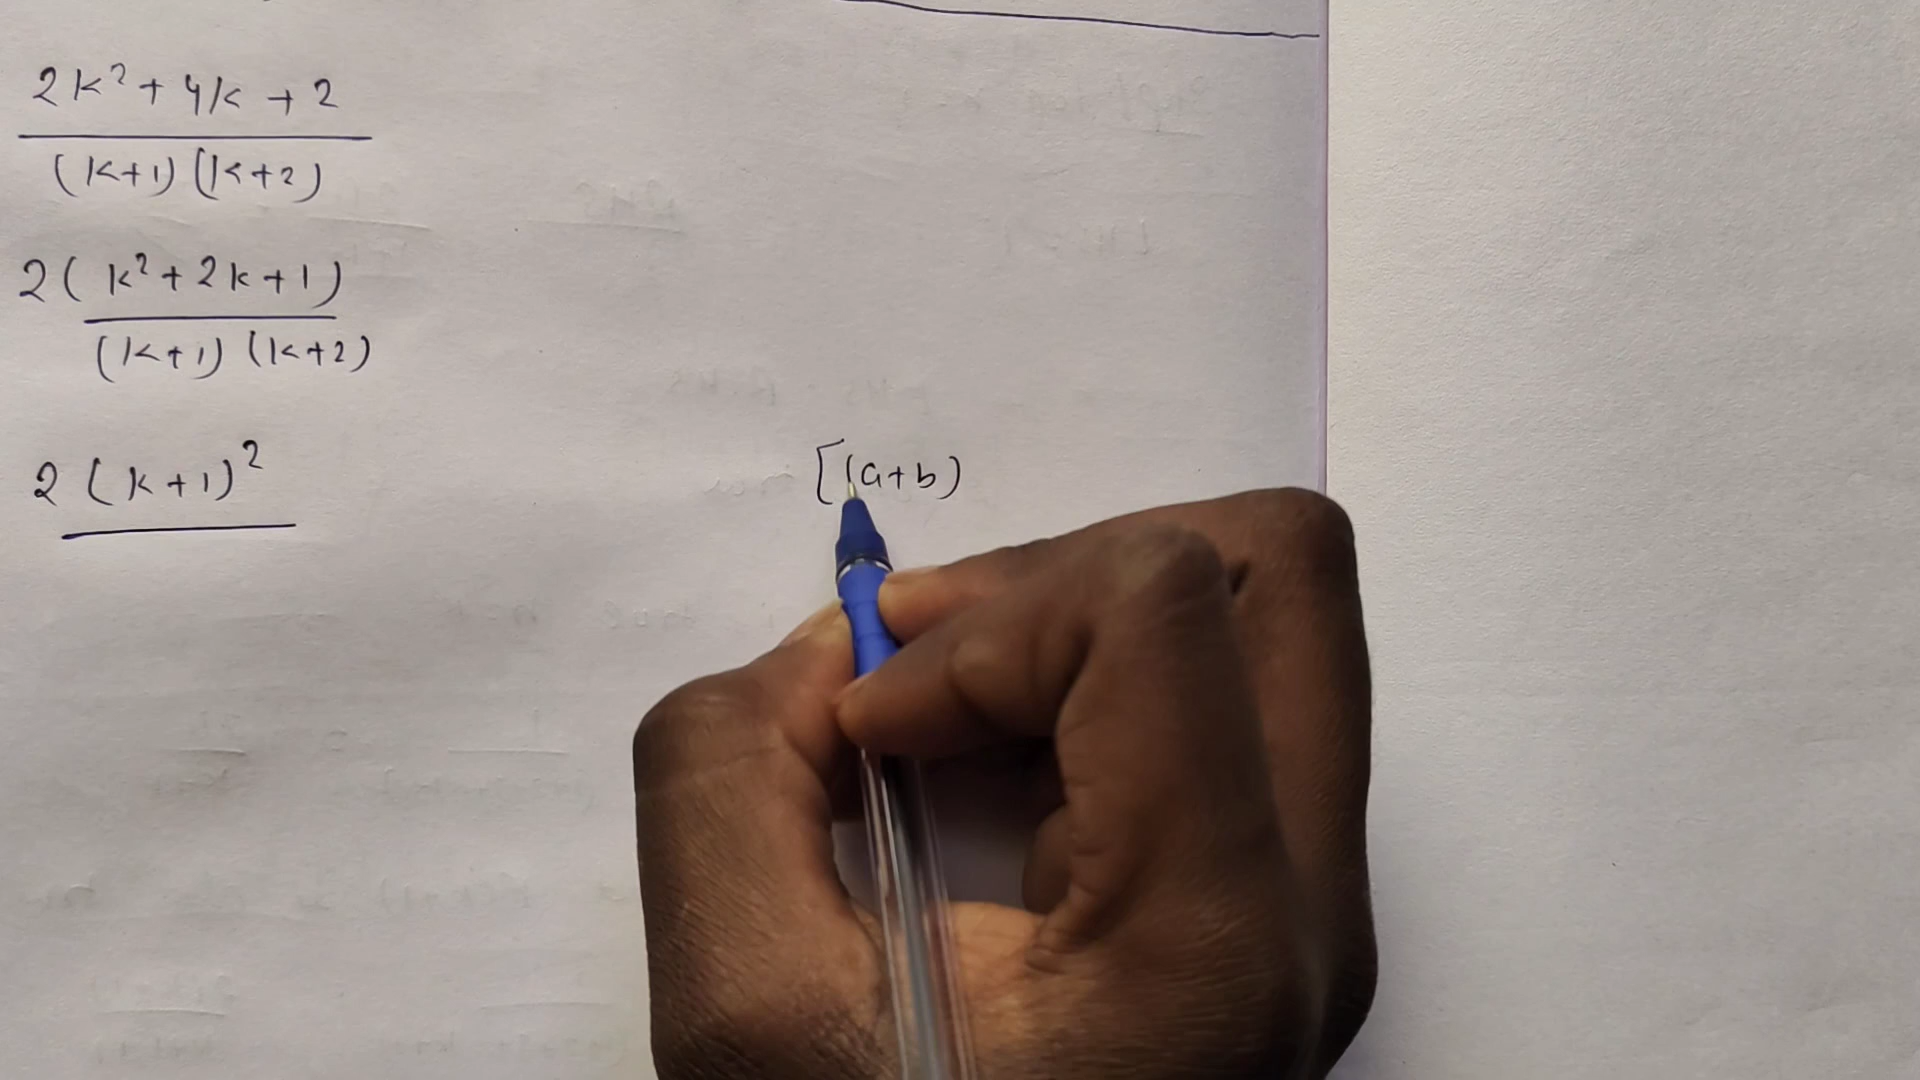 2k² + 4k + 2
(k+1) (k+2)
2( k² + 2k + 1)
(k+1) (k+2)
2 (k+1)²
[(a+b)